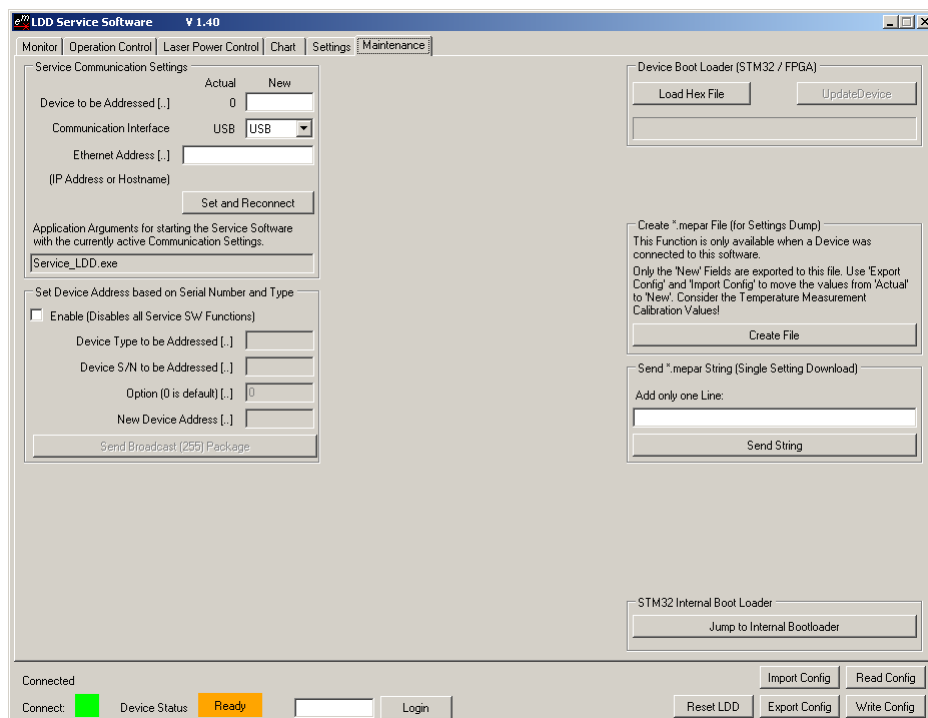 LDD Service Software V 1.40
Monitor Operation Control Laser Power Control Chart Settings Maintenance
Service Communication Settings
Actual New
Device to be Addressed [..] 0
Communication Interface USB USB
Ethernet Address [..]
(IP Address or Hostname)
Set and Reconnect
Application Arguments for starting the Service Software
with the currently active Communication Settings.
Service_LDD.exe
Set Device Address based on Serial Number and Type
Enable (Disables all Service SW Functions)
Device Type to be Addressed [..]
Device S/N to be Addressed [..]
Option (0 is default) [..] 0
New Device Address [..]
Send Broadcast (255) Package
Device Boot Loader (STM32 / FPGA)
Load Hex File UpdateDevice
Create *.mepar File (for Settings Dump)
This Function is only available when a Device was
connected to this software.
Only the 'New' Fields are exported to this file. Use 'Export
Config' and 'Import Config' to move the values from 'Actual'
to 'New'. Consider the Temperature Measurement
Calibration Values!
Create File
Send *.mepar String (Single Setting Download)
Add only one Line:
Send String
STM32 Internal Boot Loader
Jump to Internal Bootloader
Connected
Import Config Read Config
Connect: Device Status Ready Login Reset LDD Export Config Write Config